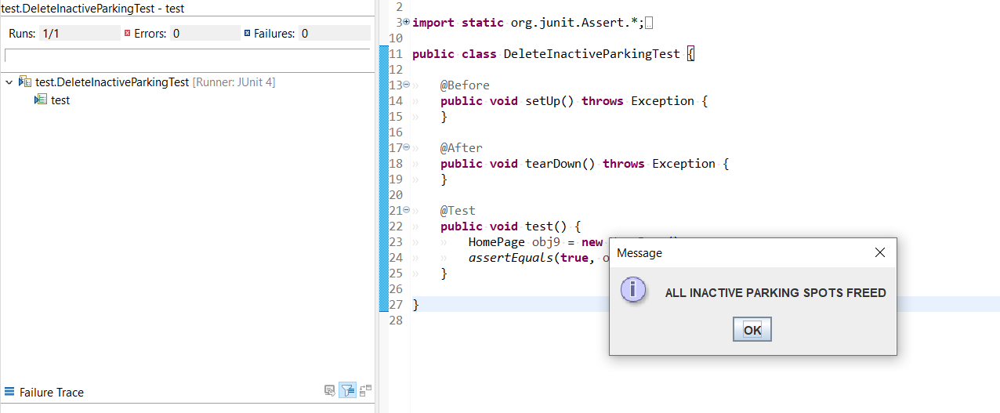 test.DeleteInactiveParkingTest - test
Runs: 1/1 Errors: 0 Failures: 0
test.DeleteInactiveParkingTest [Runner: JUnit 4]
test
Failure Trace
2
3 import static org.junit.Assert.*;
10
11 public class DeleteInactiveParkingTest {
12
13 @Before
14 public void setUp() throws Exception {
15 }
16
17 @After
18 public void tearDown() throws Exception {
19 }
20
21 @Test
22 public void test() {
23 HomePage obj9 = new
24 assertEquals(true,
25 }
26
27 }
28
Message
ALL INACTIVE PARKING SPOTS FREED
OK